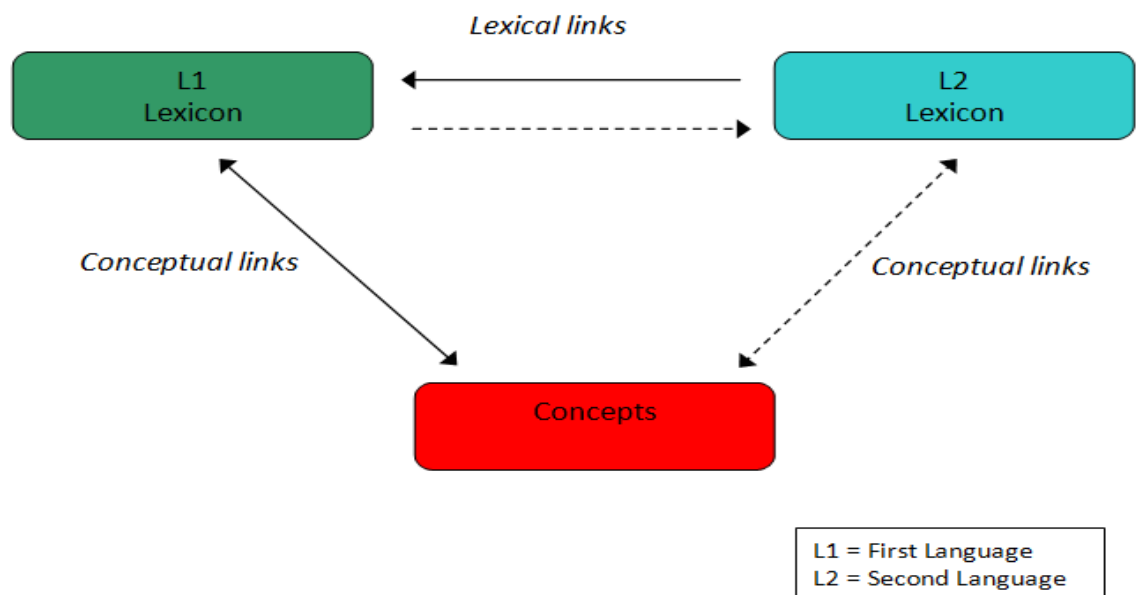 Lexical links
L1
Lexicon
L2
Lexicon
Conceptual links
Conceptual links
Concepts
L1 = First Language
L2 = Second Language